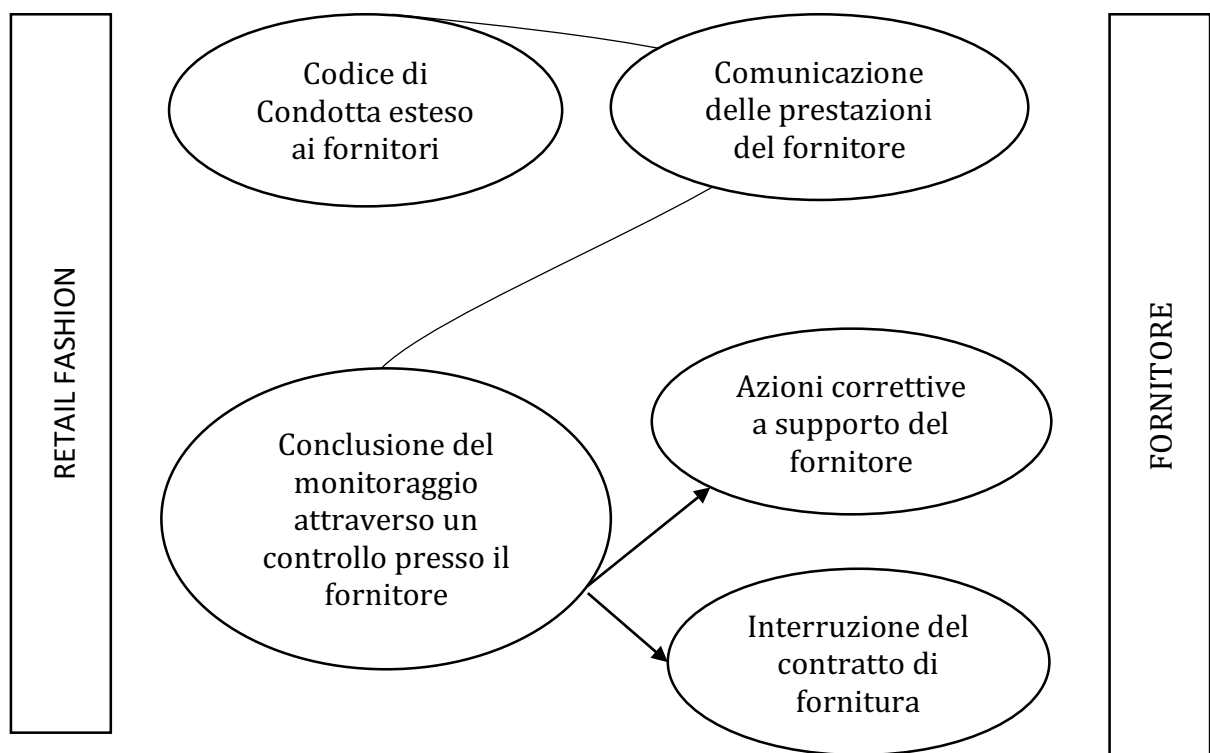 RETAIL FASHION
Codice di
Condotta esteso
ai fornitori
Comunicazione
delle prestazioni
del fornitore
Conclusione del
monitoraggio
attraverso un
controllo presso il
fornitore
Azioni correttive
a supporto del
fornitore
Interruzione del
contratto di
fornitura
FORNITORE